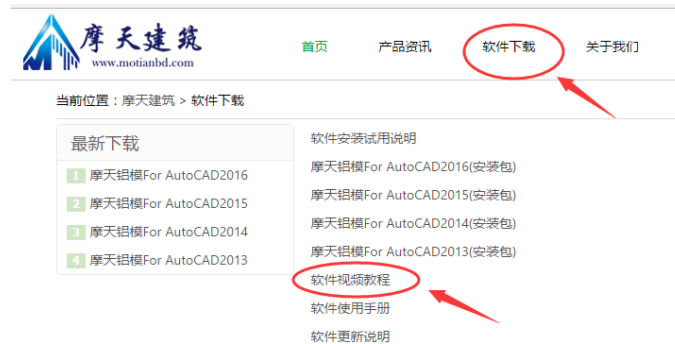 摩天建筑
www.motianbd.com
首页 产品资讯 软件下载 关于我们
当前位置：摩天建筑 > 软件下载
最新下载
1 摩天铝模For AutoCAD2016
2 摩天铝模For AutoCAD2015
3 摩天铝模For AutoCAD2014
4 摩天铝模For AutoCAD2013
软件安装试用说明
摩天铝模For AutoCAD2016(安装包)
摩天铝模For AutoCAD2015(安装包)
摩天铝模For AutoCAD2014(安装包)
摩天铝模For AutoCAD2013(安装包)
软件视频教程
软件使用手册
软件更新说明